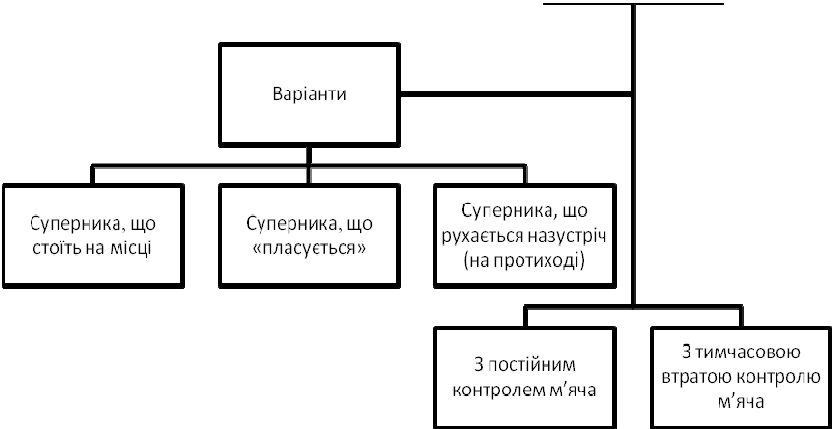 Варіанти
Суперника, що
стоїть на місці
Суперника, що
«пласується»
Суперника, що
рухається назустріч
(на протиході)
З постійним
контролем м’яча
З тимчасовою
втратою контролю
м’яча